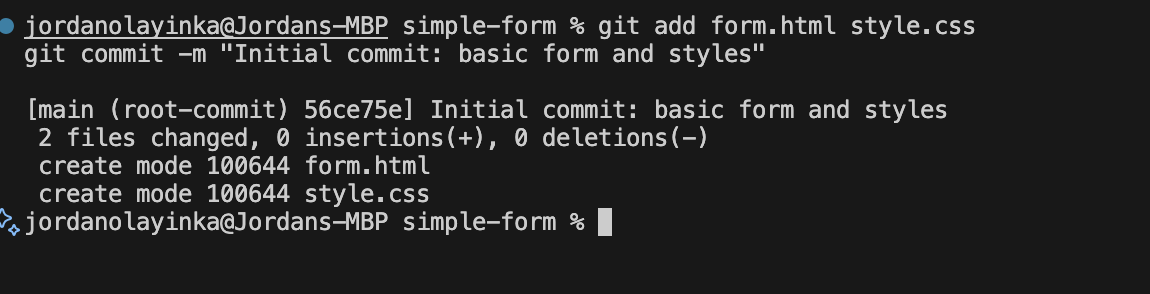 jordanolayinka@Jordans-MBP simple-form % git add form.html style.css
git commit -m "Initial commit: basic form and styles"
[main (root-commit) 56ce75e] Initial commit: basic form and styles
 2 files changed, 0 insertions(+), 0 deletions(-)
 create mode 100644 form.html
 create mode 100644 style.css
jordanolayinka@Jordans-MBP simple-form %